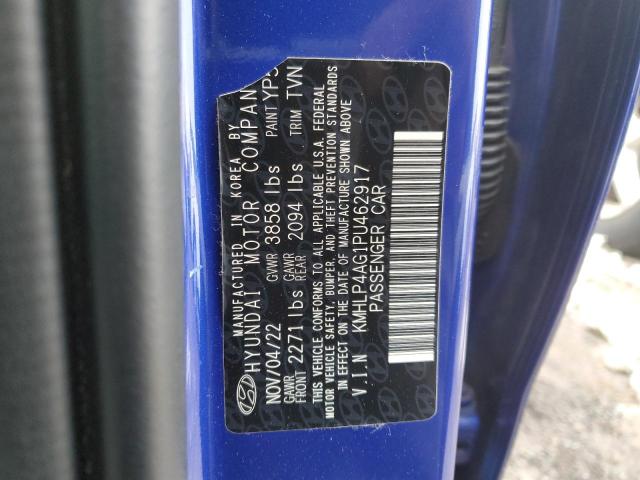 MANUFACTURED IN KOREA BY
HYUNDAI MOTOR COMPAN
NOV/04/22 GVWR 3858 lbs PAINT YP5
GAWR FRONT 2271 lbs GAWR REAR 2094 lbs TRIM TVN
THIS VEHICLE CONFORMS TO ALL APPLICABLE U.S.A. FEDERAL
MOTOR VEHICLE SAFETY, BUMPER, AND THEFT PREVENTION STANDARDS
IN EFFECT ON THE DATE OF MANUFACTURE SHOWN ABOVE
V.I.N KMHLP4AG1PU462917
PASSENGER CAR